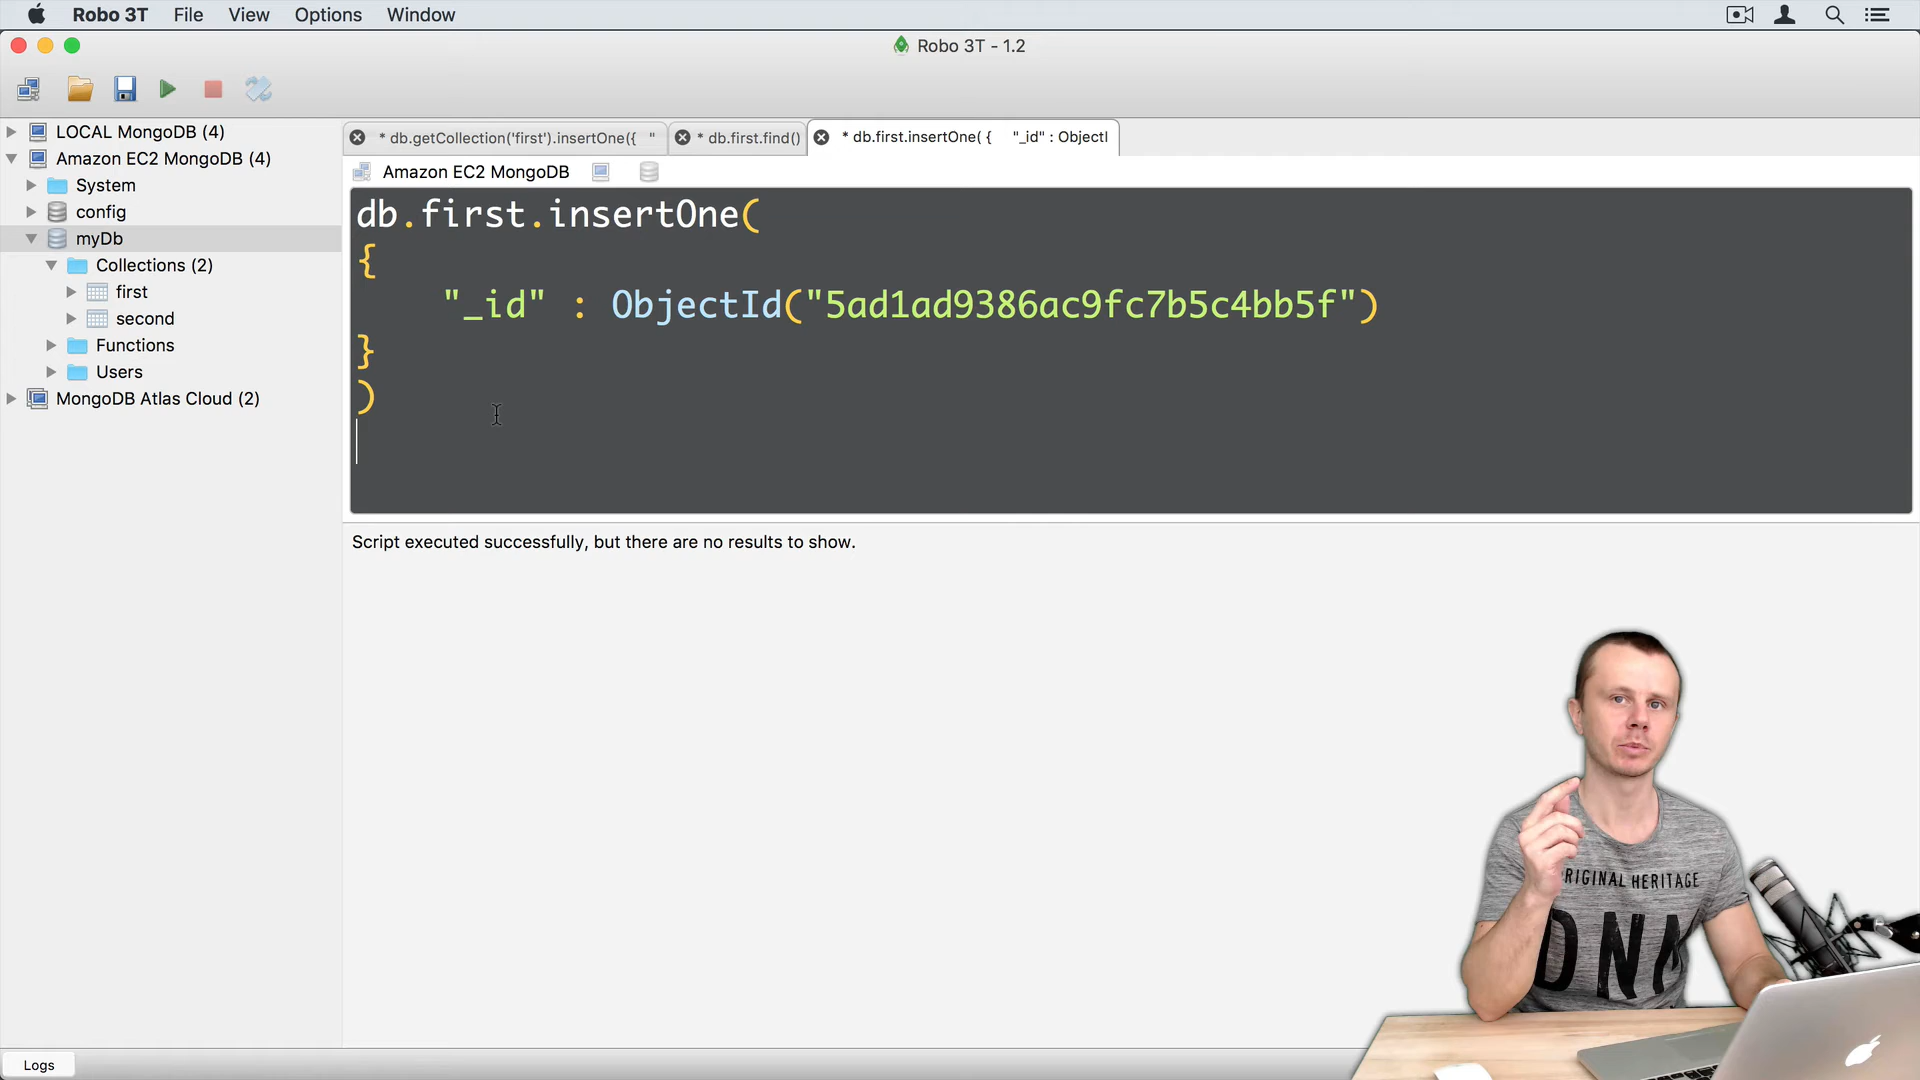 Robo 3T File View Options Window
Robo 3T - 1.2
LOCAL MongoDB (4)
Amazon EC2 MongoDB (4)
System
config
myDb
Collections (2)
first
second
Functions
Users
MongoDB Atlas Cloud (2)
* db.getCollection('first').insertOne({ "
* db.first.find()
* db.first.insertOne( { "_id" : ObjectI
Amazon EC2 MongoDB
db.first.insertOne(
{
"_id" : ObjectId("5ad1ad9386ac9fc7b5c4bb5f")
}
)
Script executed successfully, but there are no results to show.
RIGINAL HERITAGE
DNA
Logs